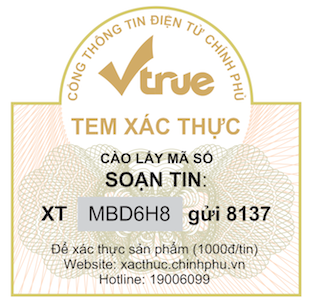 CỔNG THÔNG TIN ĐIỆN TỬ CHÍNH PHỦ
Vtrue
TEM XÁC THỰC
CÀO LẤY MÃ SỐ
SOẠN TIN:
XT MBD6H8 gửi 8137
Để xác thực sản phẩm (1000đ/tin)
Website: xacthuc.chinhphu.vn
Hotline: 19006099